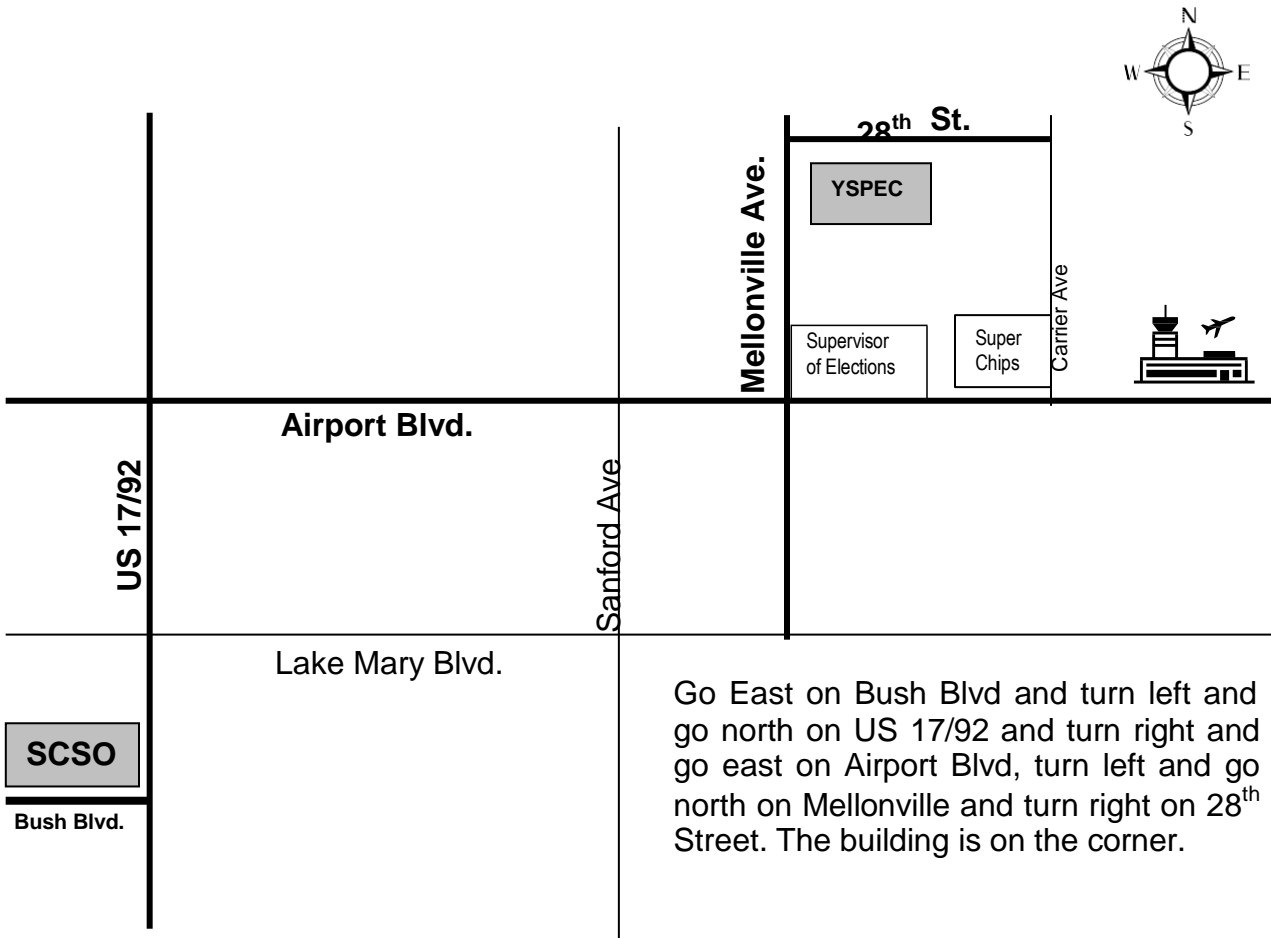 N
W E
S
28th St.
Mellonville Ave.
YSPEC
Carrier Ave
Supervisor
of Elections
Super
Chips
Airport Blvd.
US 17/92
Sanford Ave
Lake Mary Blvd.
SCSO
Bush Blvd.
Go East on Bush Blvd and turn left and
go north on US 17/92 and turn right and
go east on Airport Blvd, turn left and go
north on Mellonville and turn right on 28th
Street. The building is on the corner.